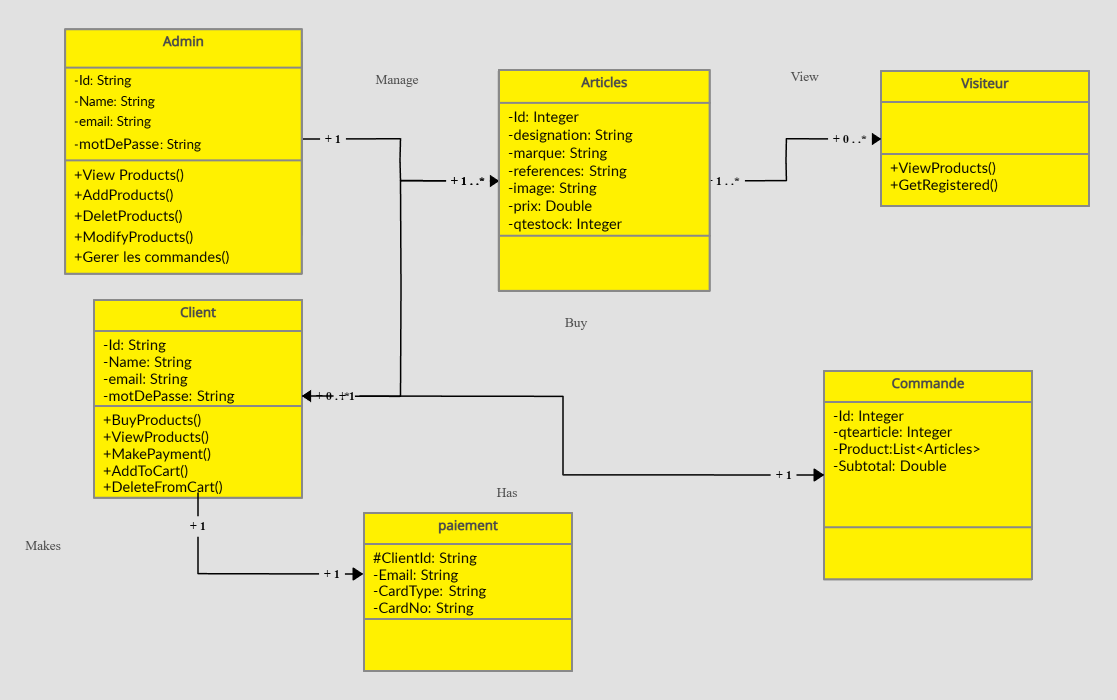 Admin
-Id: String
-Name: String
-email: String
-motDePasse: String
+View Products()
+AddProducts()
+DeletProducts()
+ModifyProducts()
+Gerer les commandes()
Manage
+ 1
+ 1 . .*
Articles
-Id: Integer
-designation: String
-marque: String
-references: String
-image: String
-prix: Double
-qtestock: Integer
1 . .*
View
+ 0 . .*
Visiteur
+ViewProducts()
+GetRegistered()
Client
-Id: String
-Name: String
-email: String
-motDePasse: String
+BuyProducts()
+ViewProducts()
+MakePayment()
+AddToCart()
+DeleteFromCart()
Buy
+ 0 . .*
+ 1
Commande
-Id: Integer
-qtearticle: Integer
-Product:List<Articles>
-Subtotal: Double
+ 1
Has
+ 1
Makes
+ 1
paiement
#ClientId: String
-Email: String
-CardType: String
-CardNo: String